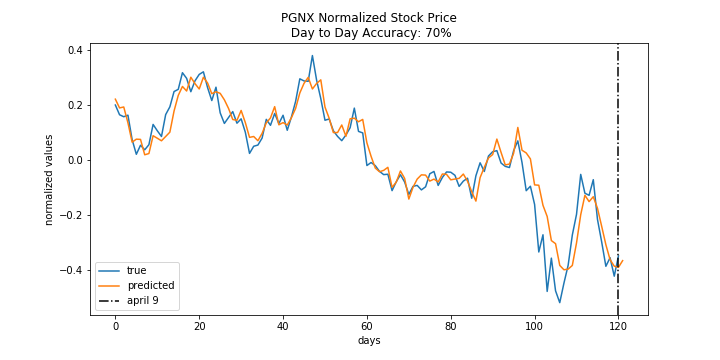 PGNX Normalized Stock Price
Day to Day Accuracy: 70%
normalized values
0.4
0.2
0.0
−0.2
−0.4
true
predicted
april 9
0 20 40 60 80 100 120
days